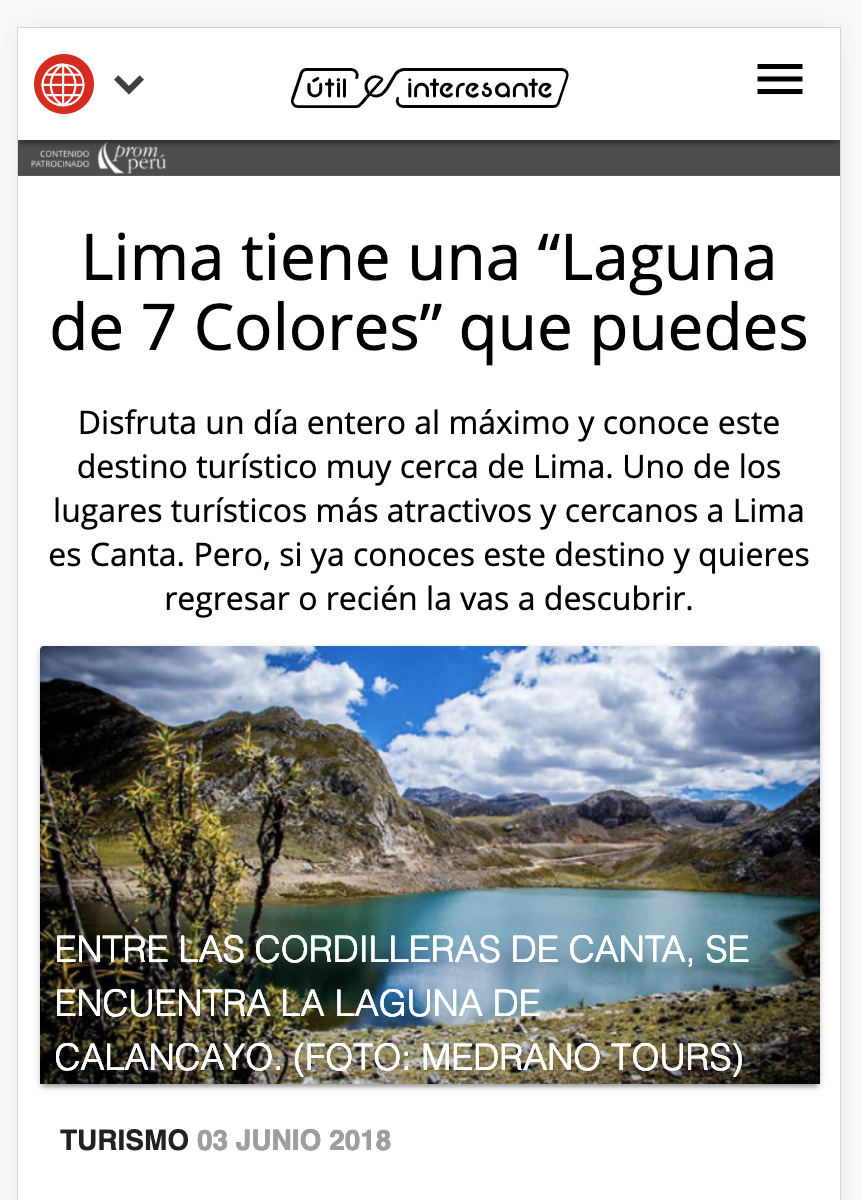 útil e interesante
CONTENIDO
PATROCINADO
prom
perú
Lima tiene una “Laguna
de 7 Colores” que puedes
Disfruta un día entero al máximo y conoce este
destino turístico muy cerca de Lima. Uno de los
lugares turísticos más atractivos y cercanos a Lima
es Canta. Pero, si ya conoces este destino y quieres
regresar o recién la vas a descubrir.
ENTRE LAS CORDILLERAS DE CANTA, SE
ENCUENTRA LA LAGUNA DE
CALANCAYO. (FOTO: MEDRANO TOURS)
TURISMO 03 JUNIO 2018